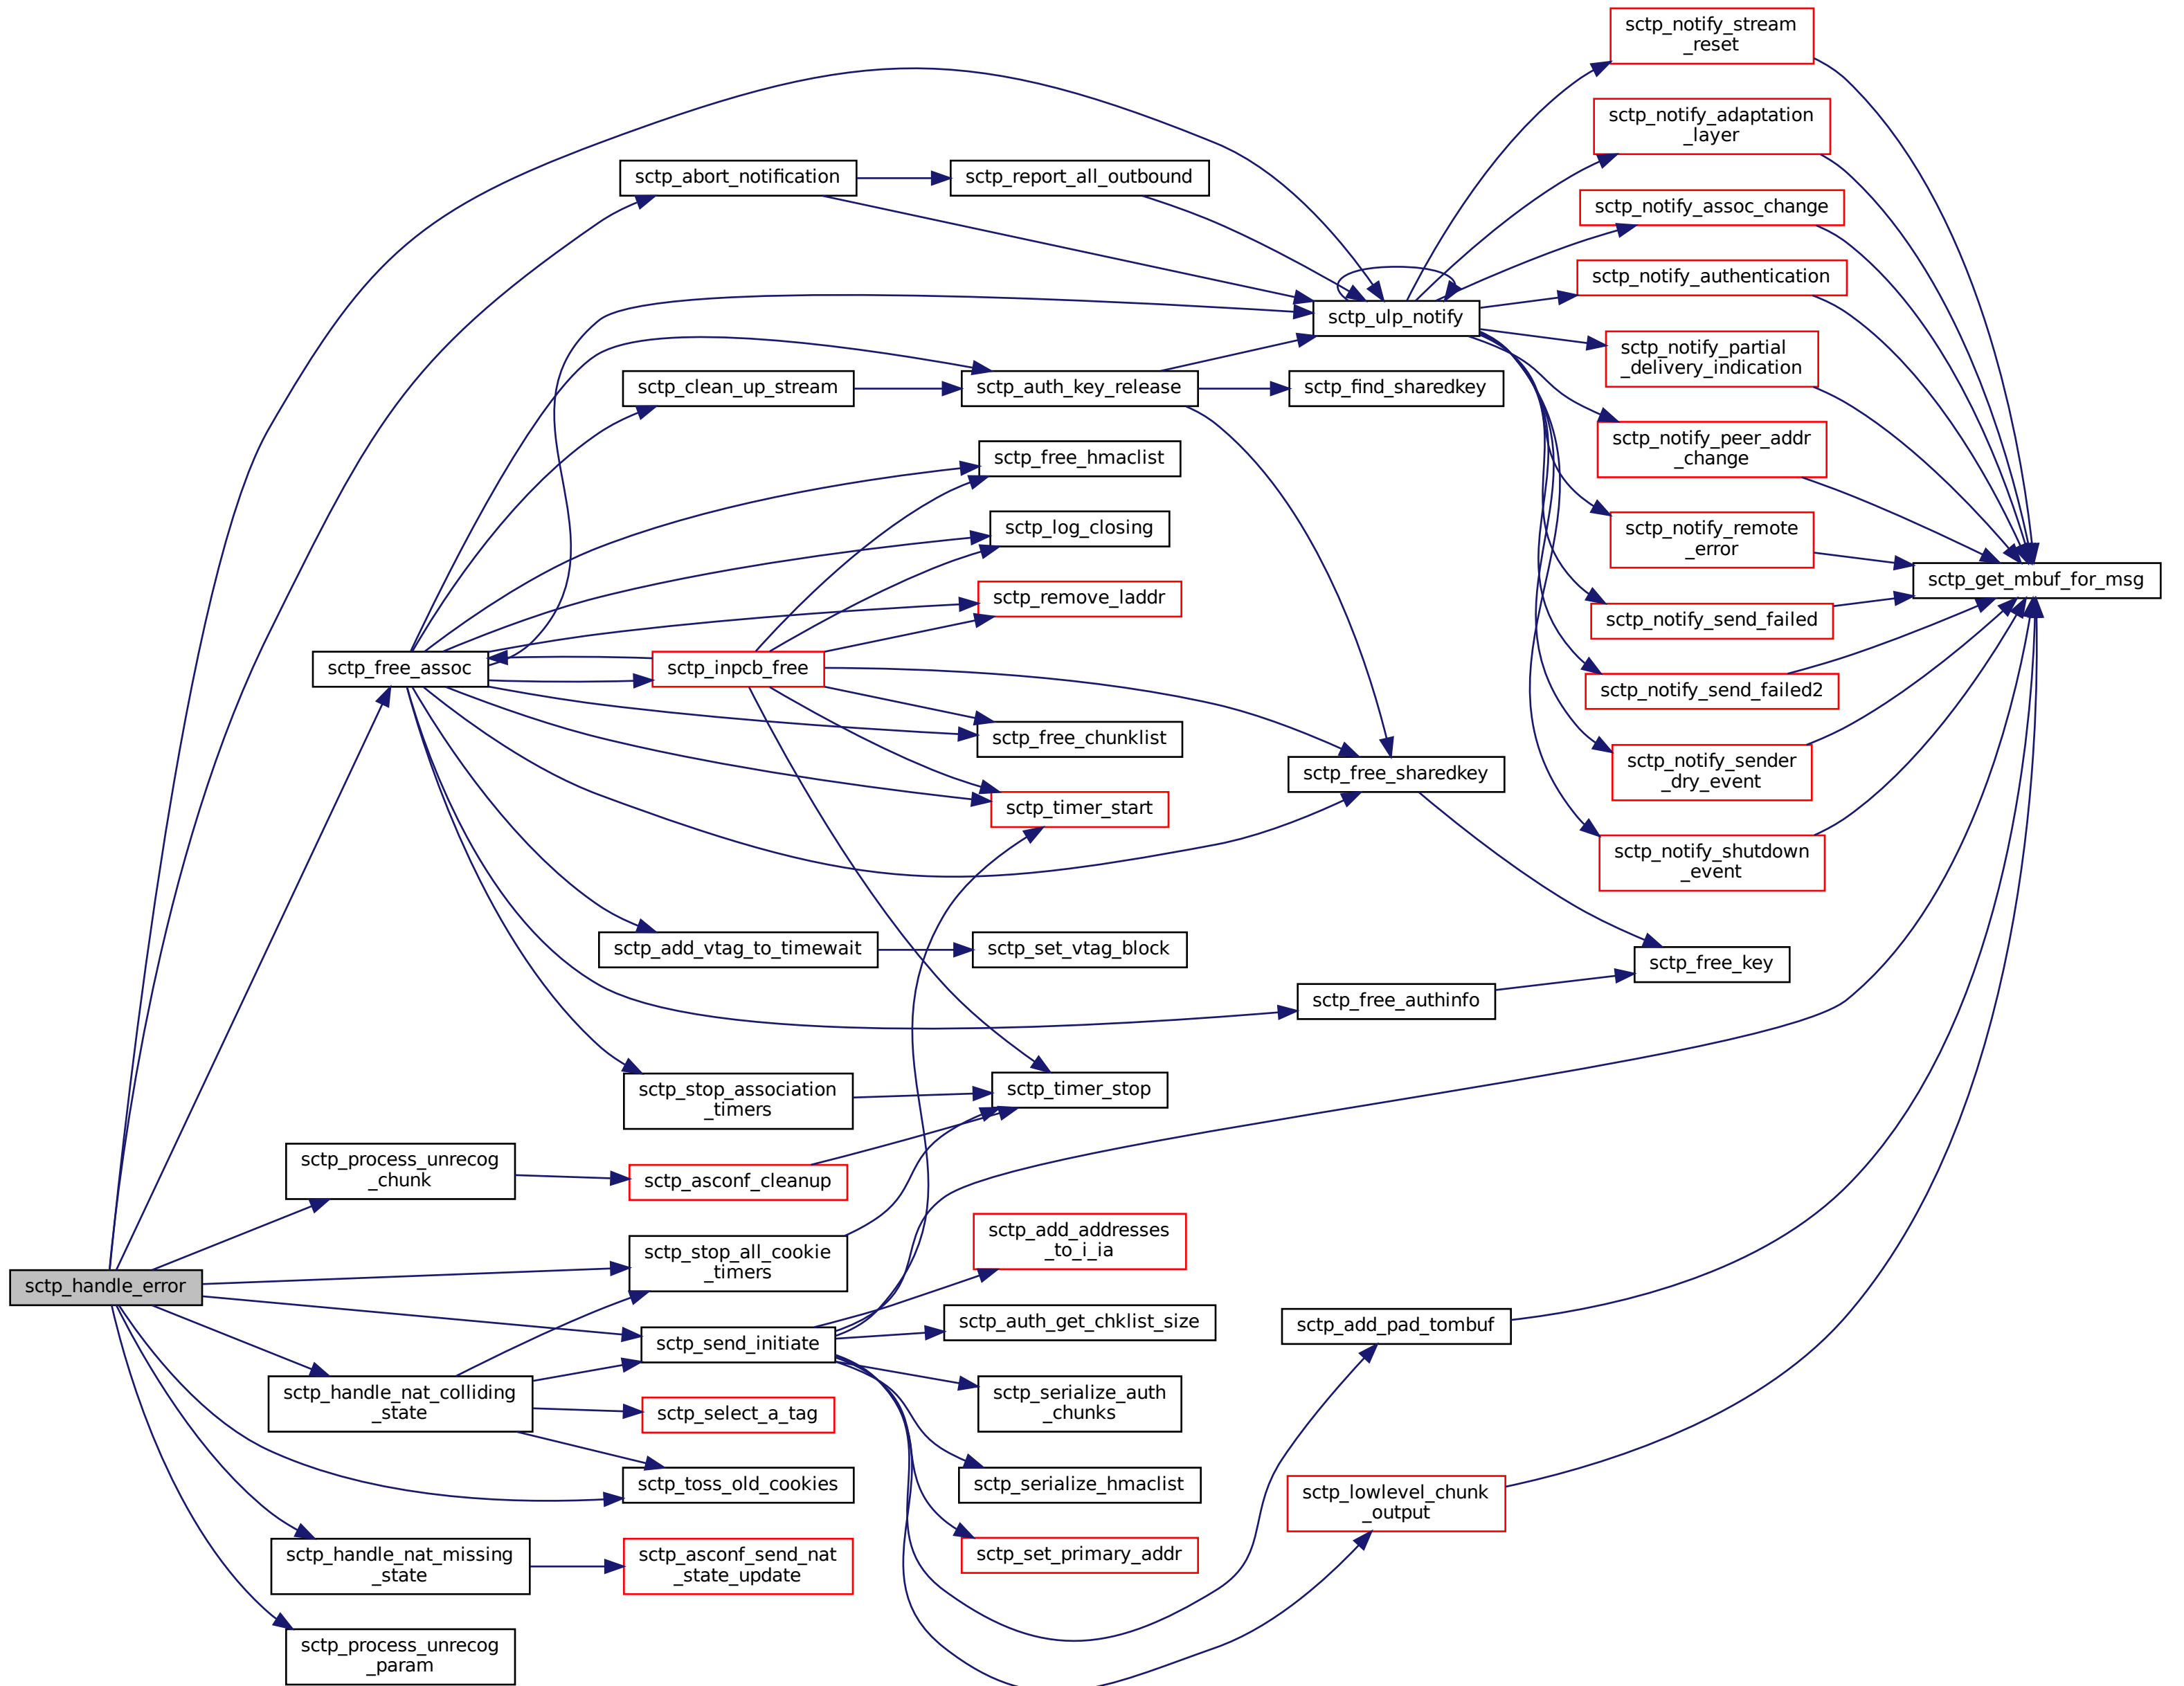 sctp_notify_stream
_reset
sctp_notify_adaptation
_layer
sctp_abort_notification
sctp_report_all_outbound
sctp_notify_assoc_change
sctp_notify_authentication
sctp_ulp_notify
sctp_notify_partial
_delivery_indication
sctp_clean_up_stream
sctp_auth_key_release
sctp_find_sharedkey
sctp_notify_peer_addr
_change
sctp_free_hmaclist
sctp_log_closing
sctp_notify_remote
_error
sctp_get_mbuf_for_msg
sctp_remove_laddr
sctp_notify_send_failed
sctp_free_assoc
sctp_inpcb_free
sctp_notify_send_failed2
sctp_free_chunklist
sctp_free_sharedkey
sctp_notify_sender
_dry_event
sctp_timer_start
sctp_notify_shutdown
_event
sctp_add_vtag_to_timewait
sctp_set_vtag_block
sctp_free_key
sctp_free_authinfo
sctp_stop_association
_timers
sctp_timer_stop
sctp_process_unrecog
_chunk
sctp_asconf_cleanup
sctp_add_addresses
_to_i_ia
sctp_stop_all_cookie
_timers
sctp_handle_error
sctp_send_initiate
sctp_auth_get_chklist_size
sctp_add_pad_tombuf
sctp_handle_nat_colliding
_state
sctp_select_a_tag
sctp_serialize_auth
_chunks
sctp_toss_old_cookies
sctp_serialize_hmaclist
sctp_lowlevel_chunk
_output
sctp_handle_nat_missing
_state
sctp_asconf_send_nat
_state_update
sctp_set_primary_addr
sctp_process_unrecog
_param